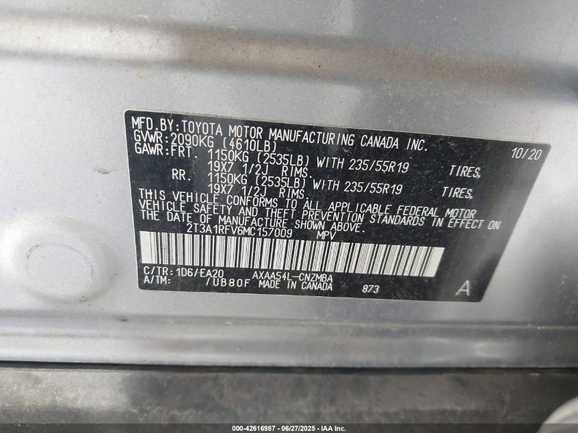 MFD.BY:TOYOTA MOTOR MANUFACTURING CANADA INC.
GVWR:2090KG (4610LB) 10/20
GAWR:FRT. 1150KG (2535LB) WITH 235/55R19 TIRES,
19X7 1/2J RIMS.
RR. 1150KG (2535LB) WITH 235/55R19 TIRES,
19X7 1/2J RIMS.
THIS VEHICLE CONFORMS TO ALL APPLICABLE FEDERAL MOTOR
VEHICLE SAFETY AND THEFT PREVENTION STANDARDS IN EFFECT
ON THE DATE OF MANUFACTURE SHOWN ABOVE.
2T3A1RFV6MC157009 MPV
C/TR:1D6/EA20 AXAA54L-CNZMBA
A/TM: /UB80F MADE IN CANADA 873 A
000-42616987 - 06/27/2025 - IAA, Inc.